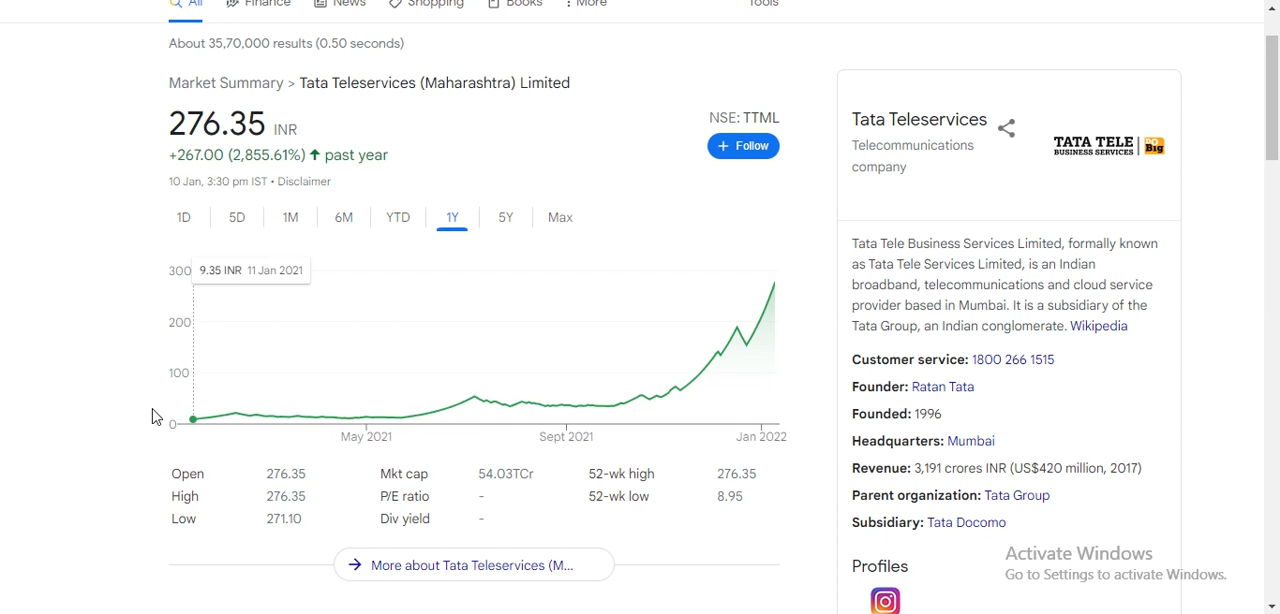 All Finance News Shopping Books More Tools
About 35,70,000 results (0.50 seconds)
Market Summary > Tata Teleservices (Maharashtra) Limited
276.35 INR
+267.00 (2,855.61%) ↑ past year
10 Jan, 3:30 pm IST • Disclaimer
NSE: TTML
+ Follow
1D 5D 1M 6M YTD 1Y 5Y Max
9.35 INR 11 Jan 2021
300
200
100
0
May 2021 Sept 2021 Jan 2022
Open 276.35 Mkt cap 54.03TCr 52-wk high 276.35
High 276.35 P/E ratio - 52-wk low 8.95
Low 271.10 Div yield -
→ More about Tata Teleservices (M...
Tata Teleservices
Telecommunications
company
TATA TELE
BUSINESS SERVICES
DO
Big
Tata Tele Business Services Limited, formally known
as Tata Tele Services Limited, is an Indian
broadband, telecommunications and cloud service
provider based in Mumbai. It is a subsidiary of the
Tata Group, an Indian conglomerate. Wikipedia
Customer service: 1800 266 1515
Founder: Ratan Tata
Founded: 1996
Headquarters: Mumbai
Revenue: 3,191 crores INR (US$420 million, 2017)
Parent organization: Tata Group
Subsidiary: Tata Docomo
Profiles
Activate Windows
Go to Settings to activate Windows.